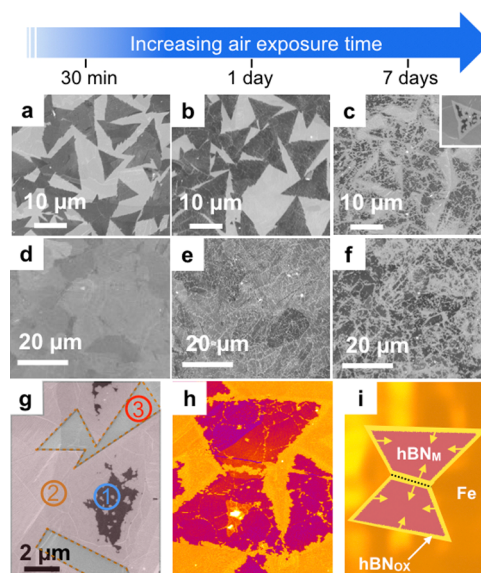 Increasing air exposure time
30 min 1 day 7 days
a b c
10 µm 10 µm 10 µm
d e f
20 µm 20 µm 20 µm
g h i
3
hBN_M
2 1 Fe
2 µm
hBN_OX